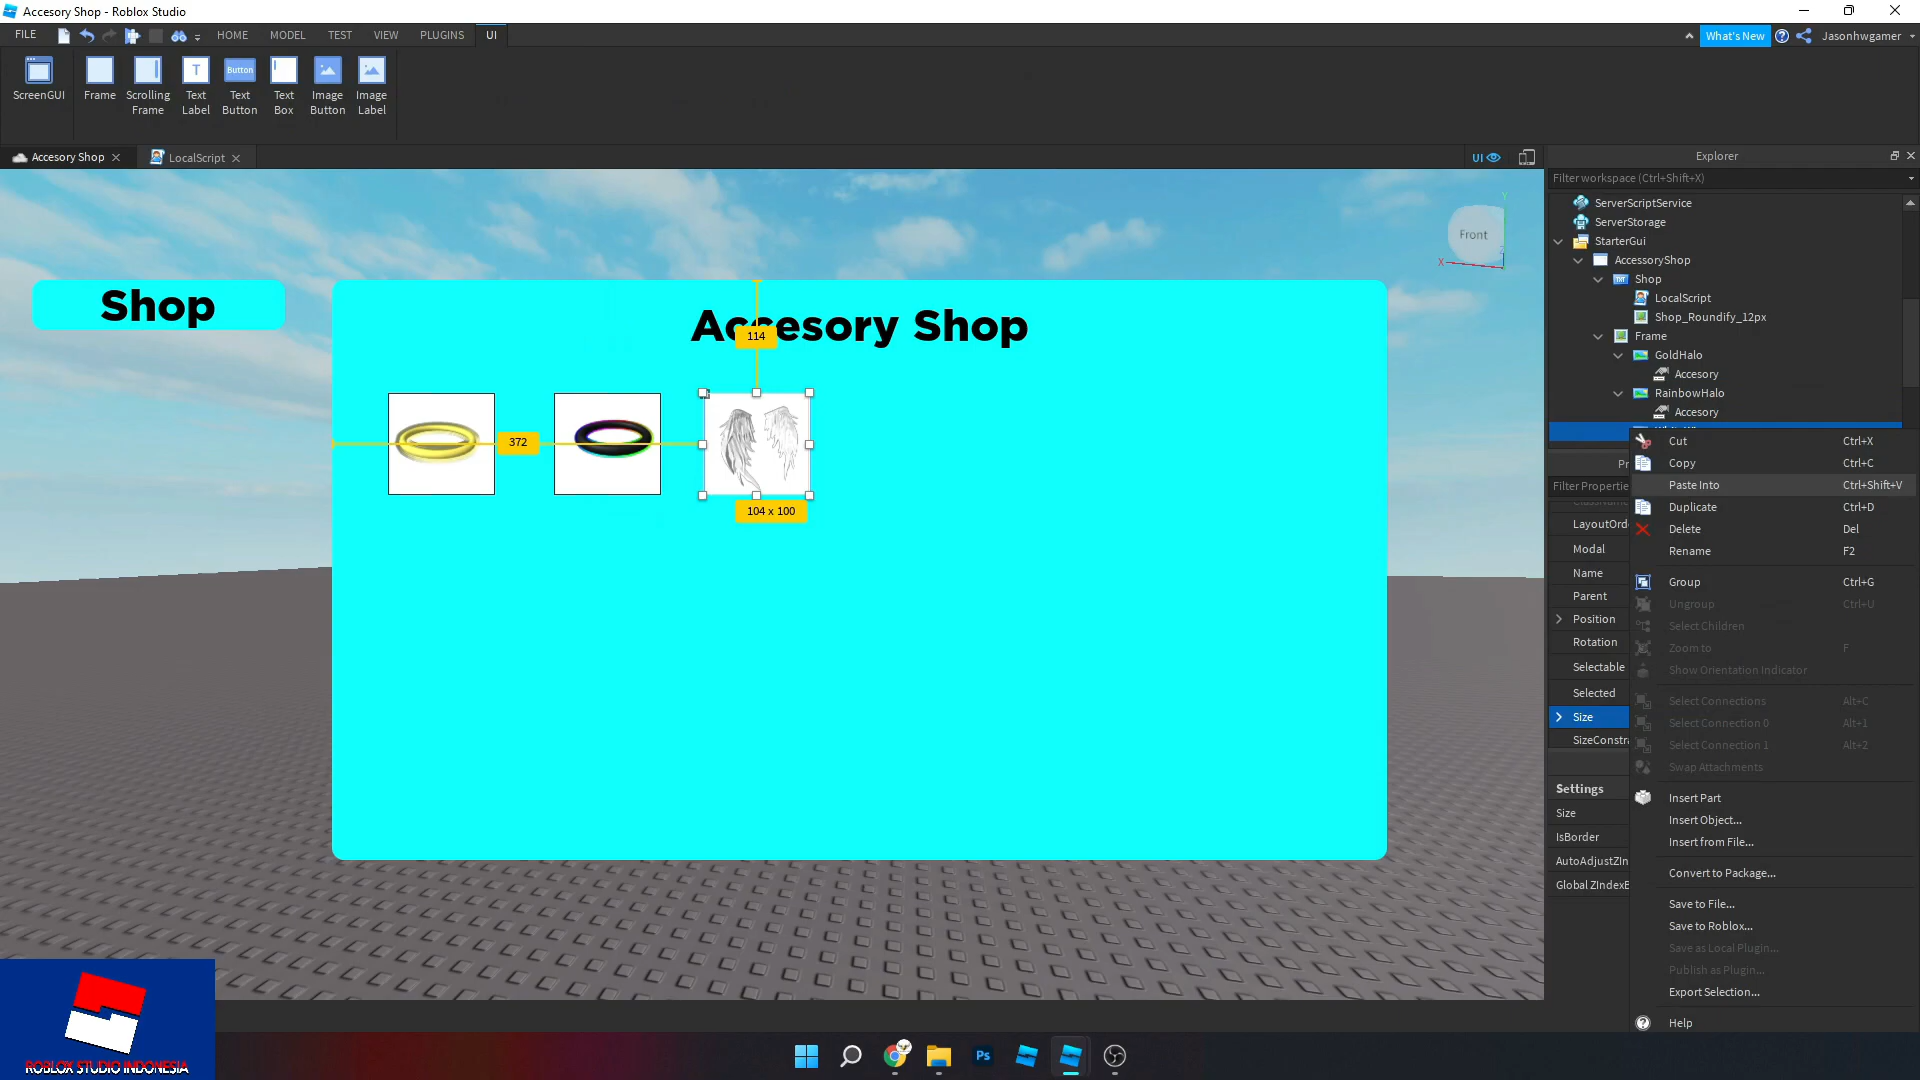 Accesory Shop - Roblox Studio
FILE
HOME
MODEL
TEST
VIEW
PLUGINS
UI
What's New
Jasonhwgamer
ScreenGUI
Frame
Scrolling
Frame
Text
Label
Button
Text
Button
Text
Box
Image
Button
Image
Label
Accesory Shop
LocalScript
UI
Explorer
Filter workspace (Ctrl+Shift+X)
Front
Y
X
Z
Shop
Accesory Shop
114
372
104 x 100
ServerScriptService
ServerStorage
StarterGui
AccessoryShop
Shop
LocalScript
Shop_Roundify_12px
Frame
GoldHalo
Accesory
RainbowHalo
Accesory
Filter Propertie
LayoutOrd
Modal
Name
Parent
Position
Rotation
Selectable
Selected
Size
SizeConstra
Settings
Size
IsBorder
AutoAdjustZIn
Global ZIndexB
Cut Ctrl+X
Copy Ctrl+C
Paste Into Ctrl+Shift+V
Duplicate Ctrl+D
Delete Del
Rename F2
Group Ctrl+G
Ungroup Ctrl+U
Select Children
Zoom to F
Show Orientation Indicator
Select Connections Alt+C
Select Connection 0 Alt+1
Select Connection 1 Alt+2
Swap Attachments
Insert Part
Insert Object...
Insert from File...
Convert to Package...
Save to File...
Save to Roblox...
Save as Local Plugin...
Publish as Plugin...
Export Selection...
Help
ROBLOX STUDIO INDONESIA
Ps